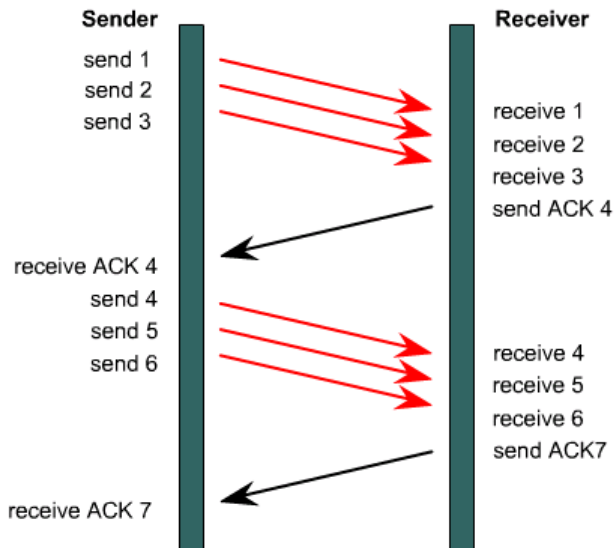 Sender
Receiver
send 1
send 2
send 3
receive 1
receive 2
receive 3
send ACK 4
receive ACK 4
send 4
send 5
send 6
receive 4
receive 5
receive 6
send ACK7
receive ACK 7